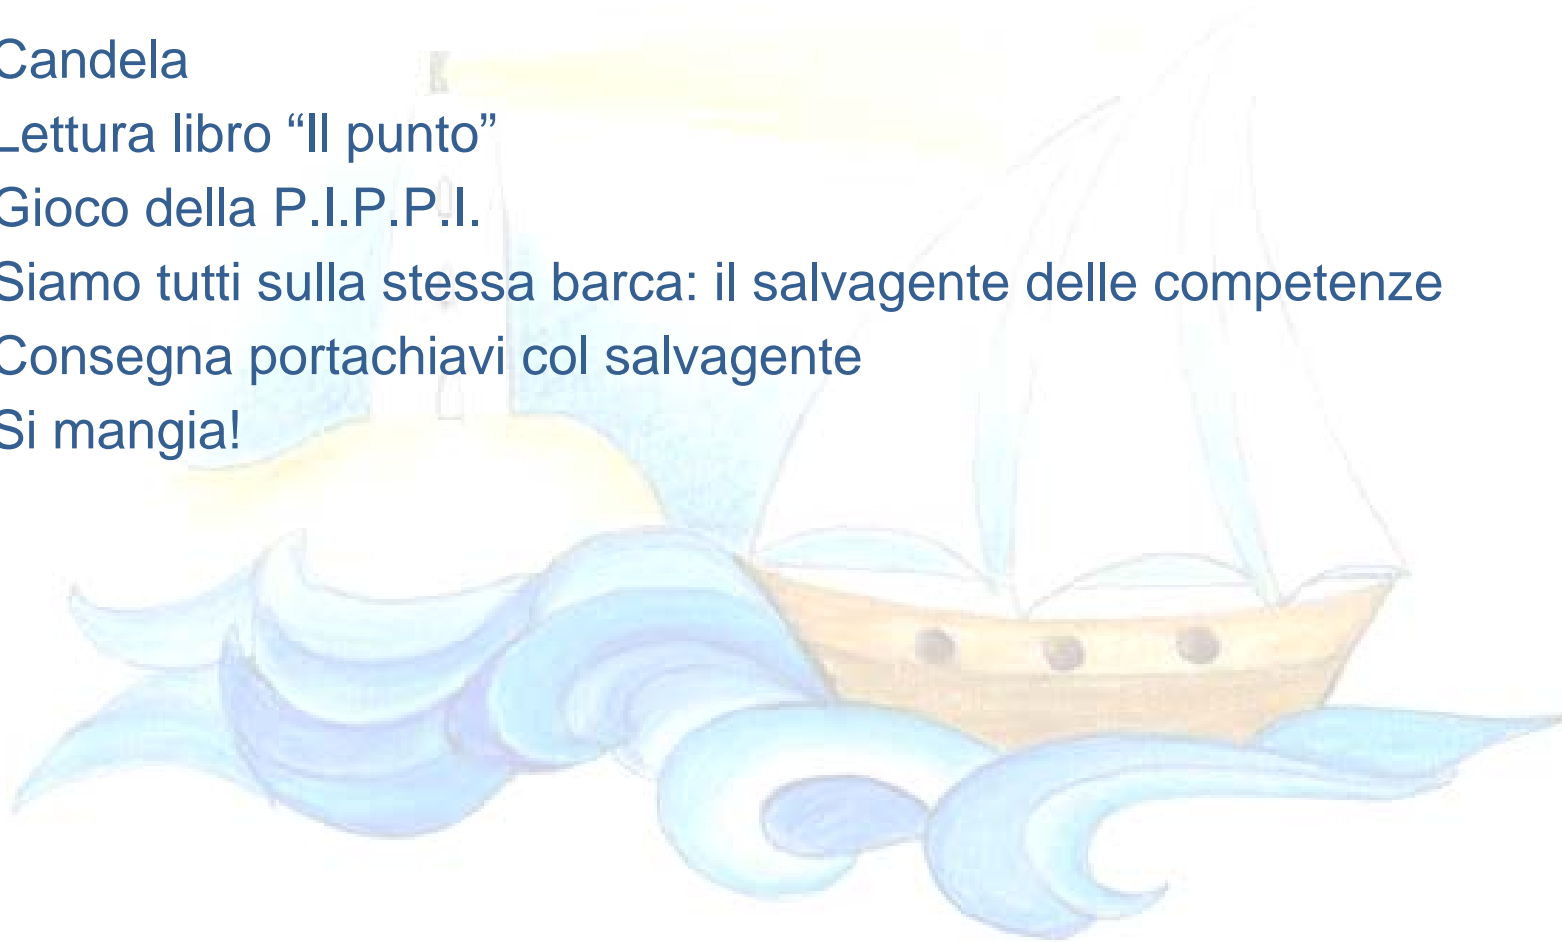 Candela
Lettura libro “Il punto”
Gioco della P.I.P.P.I.
Siamo tutti sulla stessa barca: il salvagente delle competenze
Consegna portachiavi col salvagente
Si mangia!